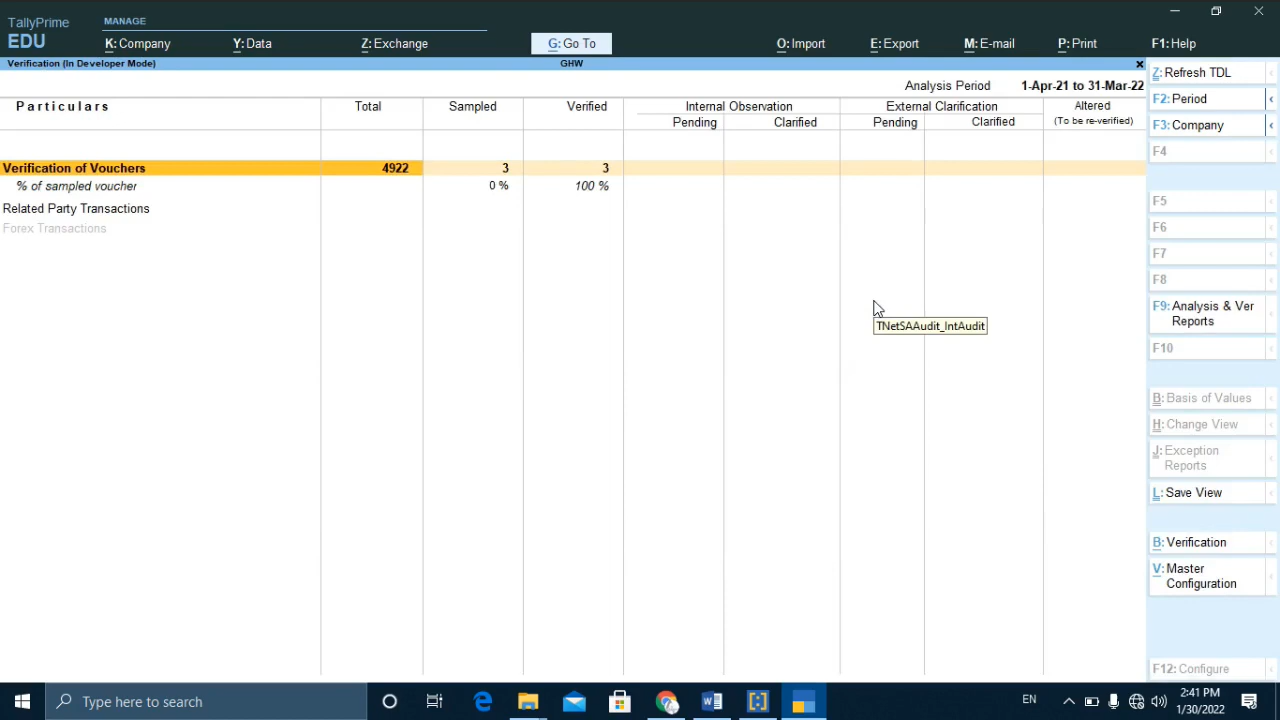 TallyPrime
EDU
MANAGE
K: Company Y: Data Z: Exchange G: Go To O: Import E: Export M: E-mail P: Print F1: Help
Verification (In Developer Mode) GHW
Analysis Period 1-Apr-21 to 31-Mar-22
Particulars Total Sampled Verified Internal Observation External Clarification Altered
Pending Clarified Pending Clarified (To be re-verified)
Verification of Vouchers 4922 3 3
% of sampled voucher 0 % 100 %
Related Party Transactions
Forex Transactions
TNetSAAudit_IntAudit
Z: Refresh TDL
F2: Period
F3: Company
F4
F5
F6
F7
F8
F9: Analysis & Ver
Reports
F10
B: Basis of Values
H: Change View
J: Exception
Reports
L: Save View
B: Verification
V: Master
Configuration
F12: Configure
Type here to search
EN
2:41 PM
1/30/2022